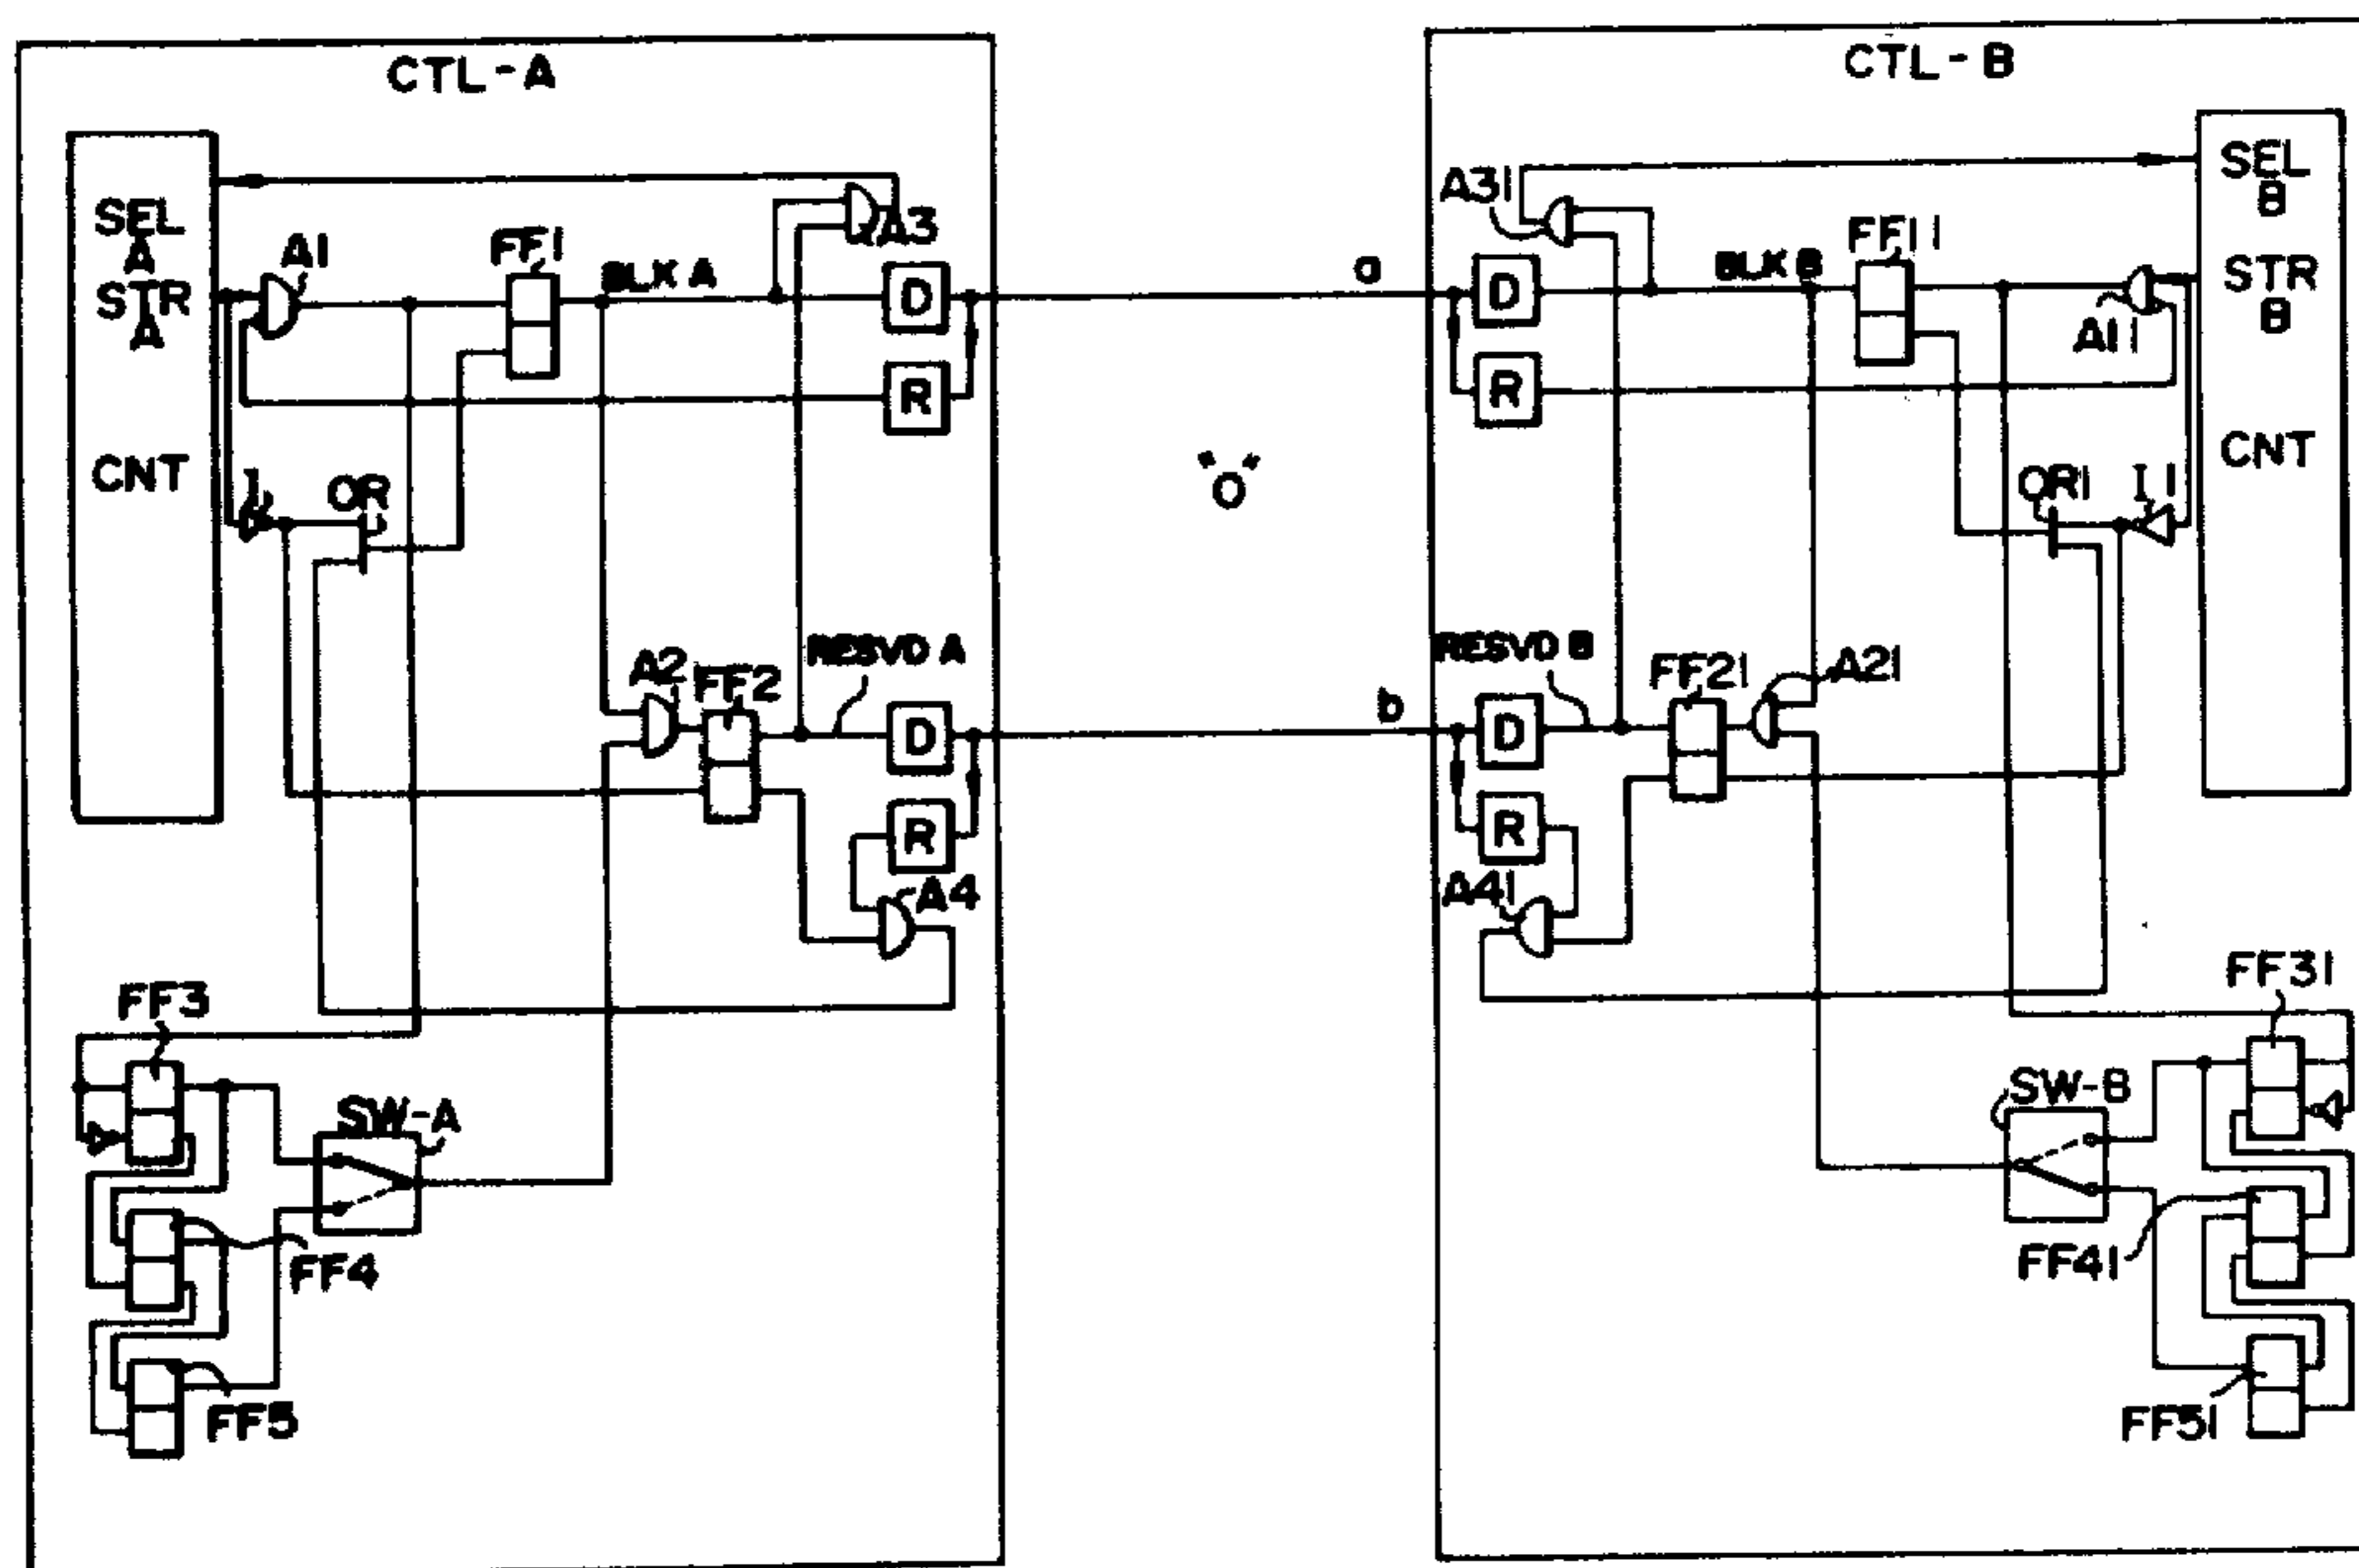 CTL-A
SEL
A
STR
A
CNT
A1
FF1
BLK A
A3
D
R
I
OR
A2
FF2
RESVD A
D
R
A4
FF3
SW-A
FF4
FF5
a
"O"
b
CTL-B
SEL
B
STR
B
CNT
A31
D
BLK B
FF11
A11
R
OR1
I1
RESVD B
FF21
A21
D
R
A41
FF31
SW-B
FF41
FF51